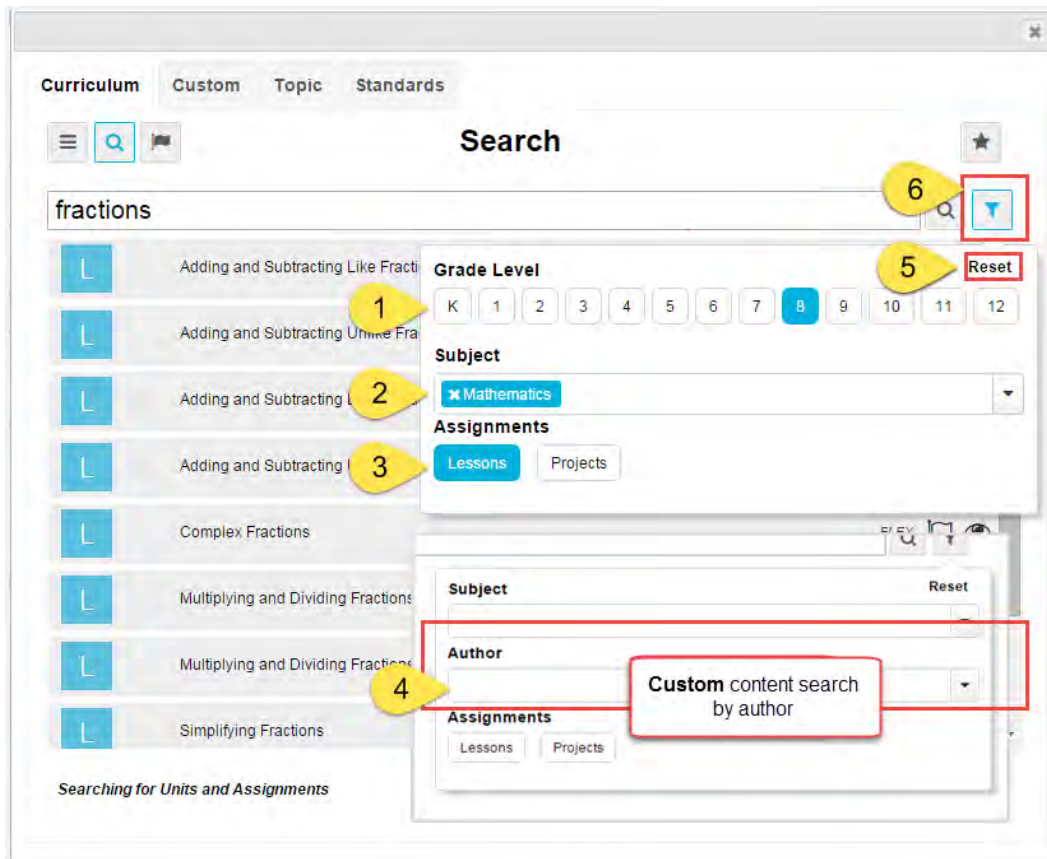 Curriculum Custom Topic Standards
Search
6
fractions
L Adding and Subtracting Like Fracti
Grade Level
5
Reset
1
K 1 2 3 4 5 6 7 8 9 10 11 12
L Adding and Subtracting Unlike Fra
Subject
2
Mathematics
L Adding and Subtracting
Assignments
3
Lessons Projects
L Adding and Subtracting
L Complex Fractions
Subject
Reset
L Multiplying and Dividing Fractions
Author
L Multiplying and Dividing Fractions
4
Custom content search
by author
Assignments
Lessons Projects
L Simplifying Fractions
Searching for Units and Assignments